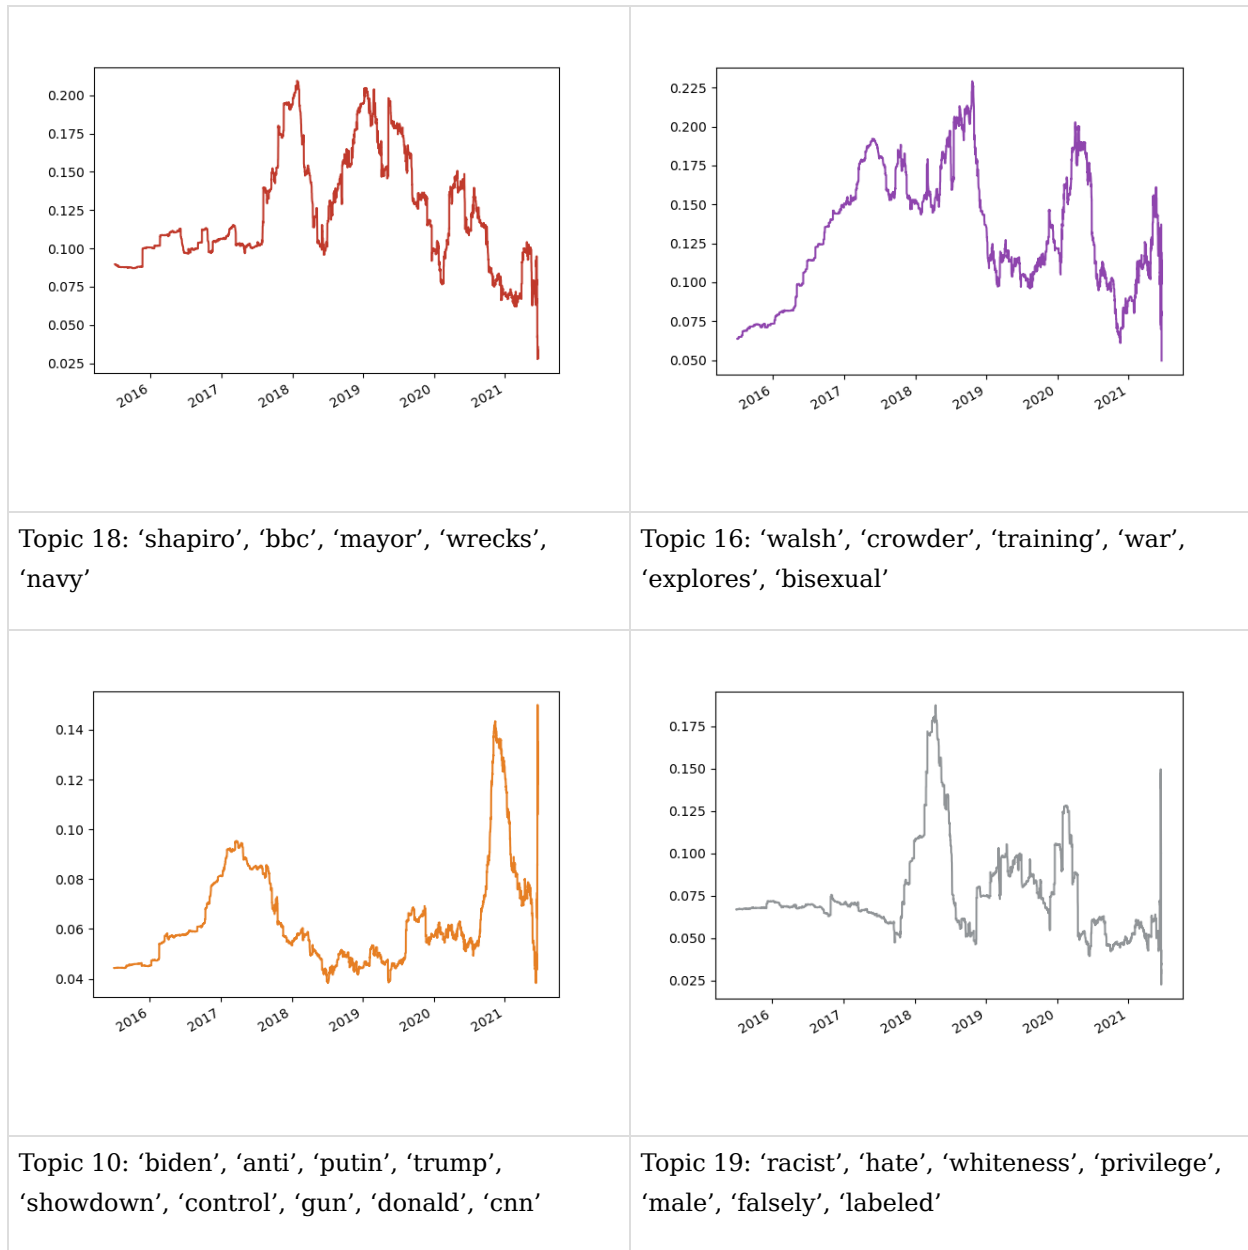 0.200
0.175
0.150
0.125
0.100
0.075
0.050
0.025
2016 2017 2018 2019 2020 2021
0.225
0.200
0.175
0.150
0.125
0.100
0.075
0.050
2016 2017 2018 2019 2020 2021
Topic 18: ‘shapiro’, ‘bbc’, ‘mayor’, ‘wrecks’,
‘navy’
Topic 16: ‘walsh’, ‘crowder’, ‘training’, ‘war’,
‘explores’, ‘bisexual’
0.14
0.12
0.10
0.08
0.06
0.04
2016 2017 2018 2019 2020 2021
0.175
0.150
0.125
0.100
0.075
0.050
0.025
2016 2017 2018 2019 2020 2021
Topic 10: ‘biden’, ‘anti’, ‘putin’, ‘trump’,
‘showdown’, ‘control’, ‘gun’, ‘donald’, ‘cnn’
Topic 19: ‘racist’, ‘hate’, ‘whiteness’, ‘privilege’,
‘male’, ‘falsely’, ‘labeled’